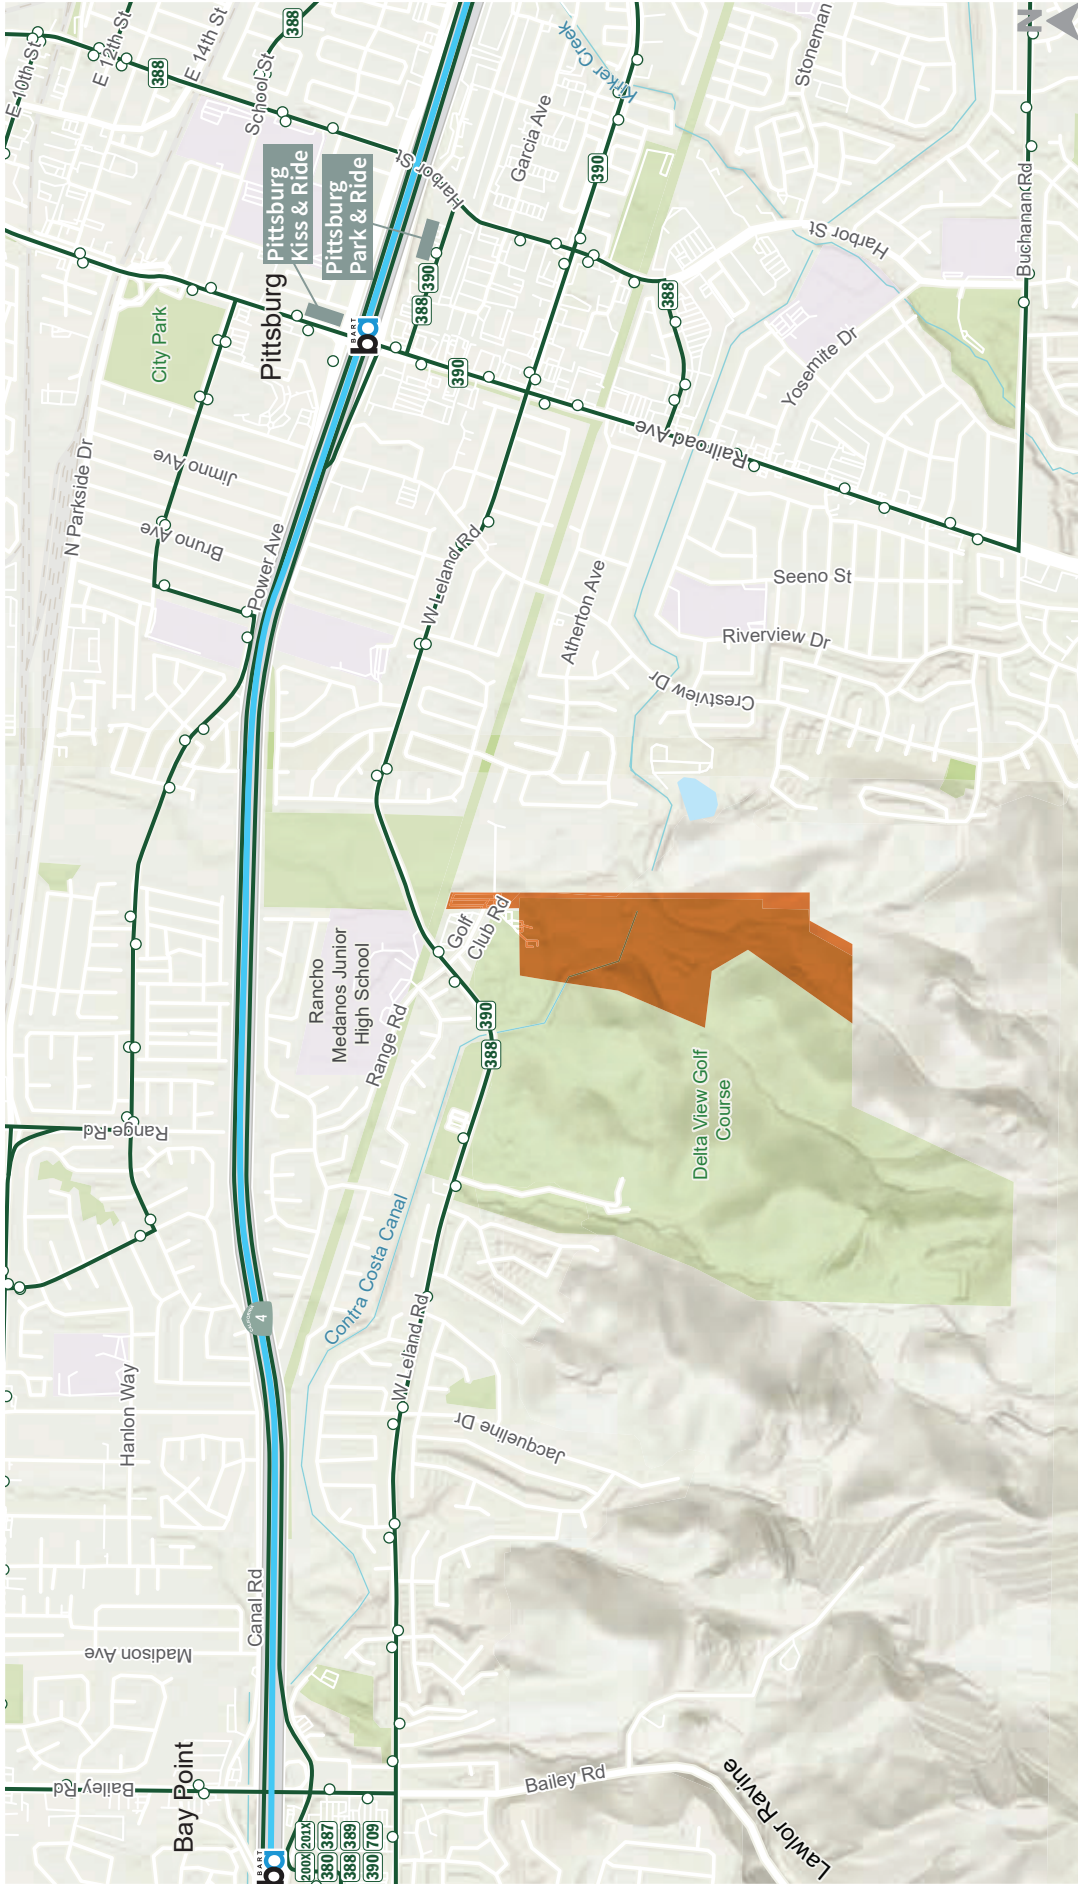 N
E 10th St
E 12th St
E 14th St
School St
388
388
Harbor St
Garcia Ave
390
Kirker Creek
Stoneman
Buchanan Rd
Harbor St
Pittsburg
Kiss & Ride
Pittsburg
Park & Ride
388
390
388
City Park
Pittsburg
BART
ba
390
Yosemite Dr
Railroad Ave
N Parkside Dr
Jimno Ave
Bruno Ave
Power Ave
W Leland Rd
Atherton Ave
Seeno St
Riverview Dr
Crestview Dr
Rancho
Medanos Junior
High School
Golf
Club Rd
Range Rd
388
390
Delta View Golf
Course
Range Rd
Contra Costa Canal
4
W Leland Rd
Hanlon Way
Jacqueline Dr
Canal Rd
Madison Ave
Bailey Rd
Bay Point
BART
ba
200X 201X
380 387
388 389
390 709
Bailey Rd
Lawlor Ravine